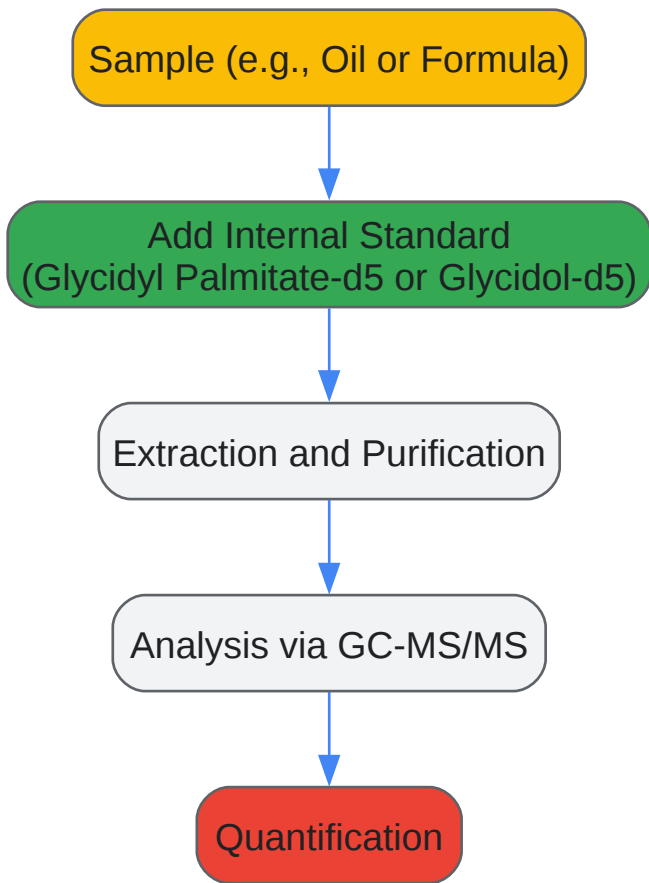 Sample (e.g., Oil or Formula)
Add Internal Standard
(Glycidyl Palmitate-d5 or Glycidol-d5)
Extraction and Purification
Analysis via GC-MS/MS
Quantification